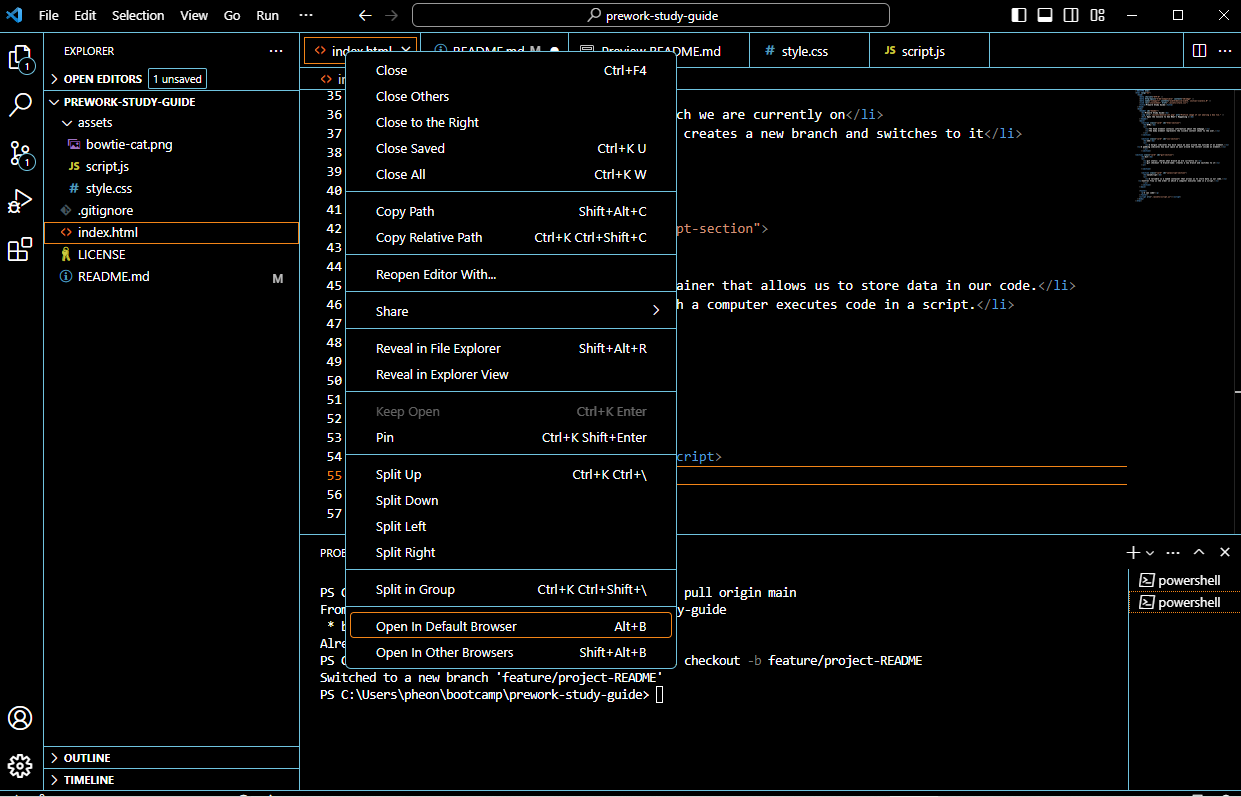 File Edit Selection View Go Run ··· prework-study-guide
EXPLORER ···
OPEN EDITORS 1 unsaved
PREWORK-STUDY-GUIDE
assets
bowtie-cat.png
JS script.js
# style.css
.gitignore
<> index.html
LICENSE
README.md M
1
1
<> index.html README.md M Preview README.md # style.css JS script.js ···
<> in
35
36 ch we are currently on</li>
37 creates a new branch and switches to it</li>
38
39
40
41
42 pt-section">
43
44
45 ainer that allows us to store data in our code.</li>
46 h a computer executes code in a script.</li>
47
48
49
50
51
52
53
54 cript>
55
56
57
Close Ctrl+F4
Close Others
Close to the Right
Close Saved Ctrl+K U
Close All Ctrl+K W
Copy Path Shift+Alt+C
Copy Relative Path Ctrl+K Ctrl+Shift+C
Reopen Editor With...
Share
Reveal in File Explorer Shift+Alt+R
Reveal in Explorer View
Keep Open Ctrl+K Enter
Pin Ctrl+K Shift+Enter
Split Up Ctrl+K Ctrl+\
Split Down
Split Left
Split Right
Split in Group Ctrl+K Ctrl+Shift+\
Open In Default Browser Alt+B
Open In Other Browsers Shift+Alt+B
PROB ···
PS C pull origin main
From y-guide
* b
Alre
PS C checkout -b feature/project-README
Switched to a new branch 'feature/project-README'
PS C:\Users\pheon\bootcamp\prework-study-guide>
powershell
powershell
OUTLINE
TIMELINE